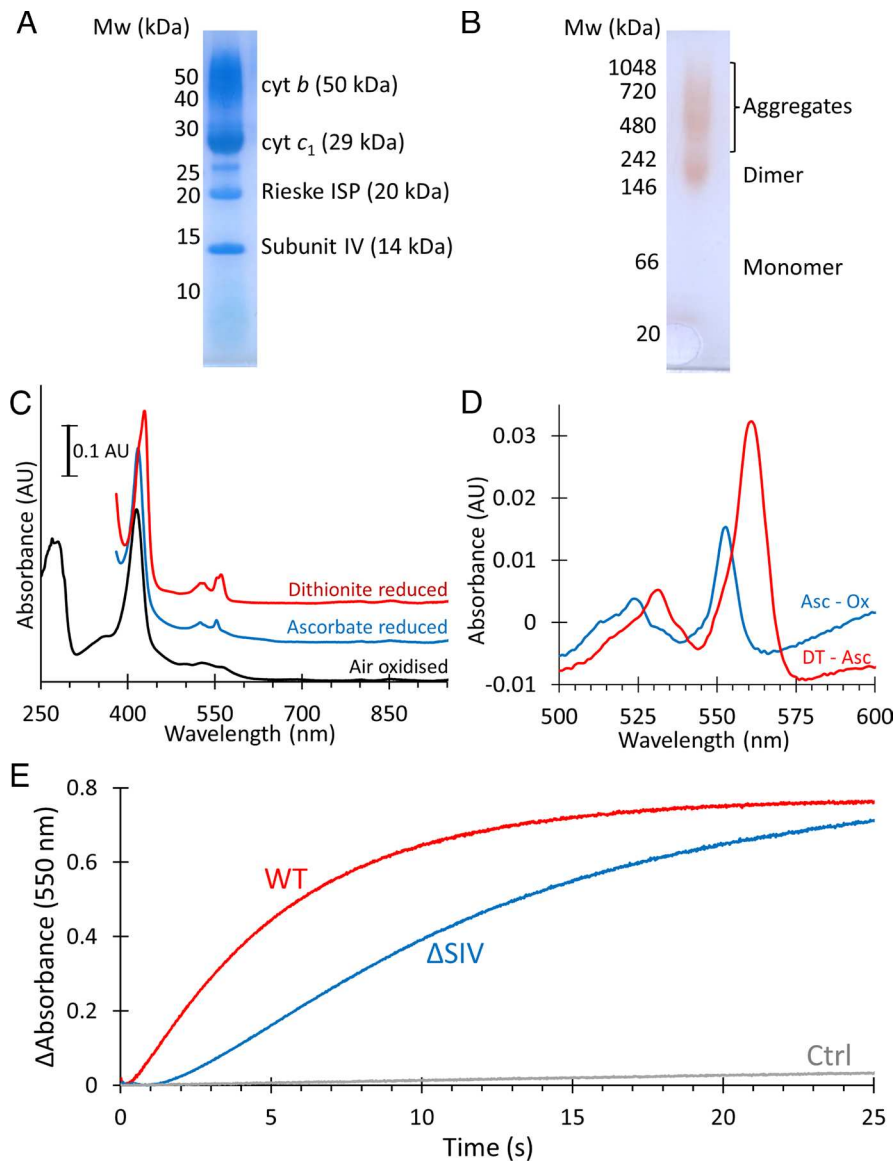 A
Mw (kDa)
50
40
30
25
20
15
10
cyt b (50 kDa)
cyt c1 (29 kDa)
Rieske ISP (20 kDa)
Subunit IV (14 kDa)
B
Mw (kDa)
1048
720
480
242
146
66
20
Aggregates
Dimer
Monomer
C
0.1 AU
Absorbance (AU)
Dithionite reduced
Ascorbate reduced
Air oxidised
250 400 550 700 850
Wavelength (nm)
D
Absorbance (AU)
0.03
0.02
0.01
0
-0.01
Asc - Ox
DT - Asc
500 525 550 575 600
Wavelength (nm)
E
ΔAbsorbance (550 nm)
0.8
0.6
0.4
0.2
0
WT
ΔSIV
Ctrl
0 5 10 15 20 25
Time (s)